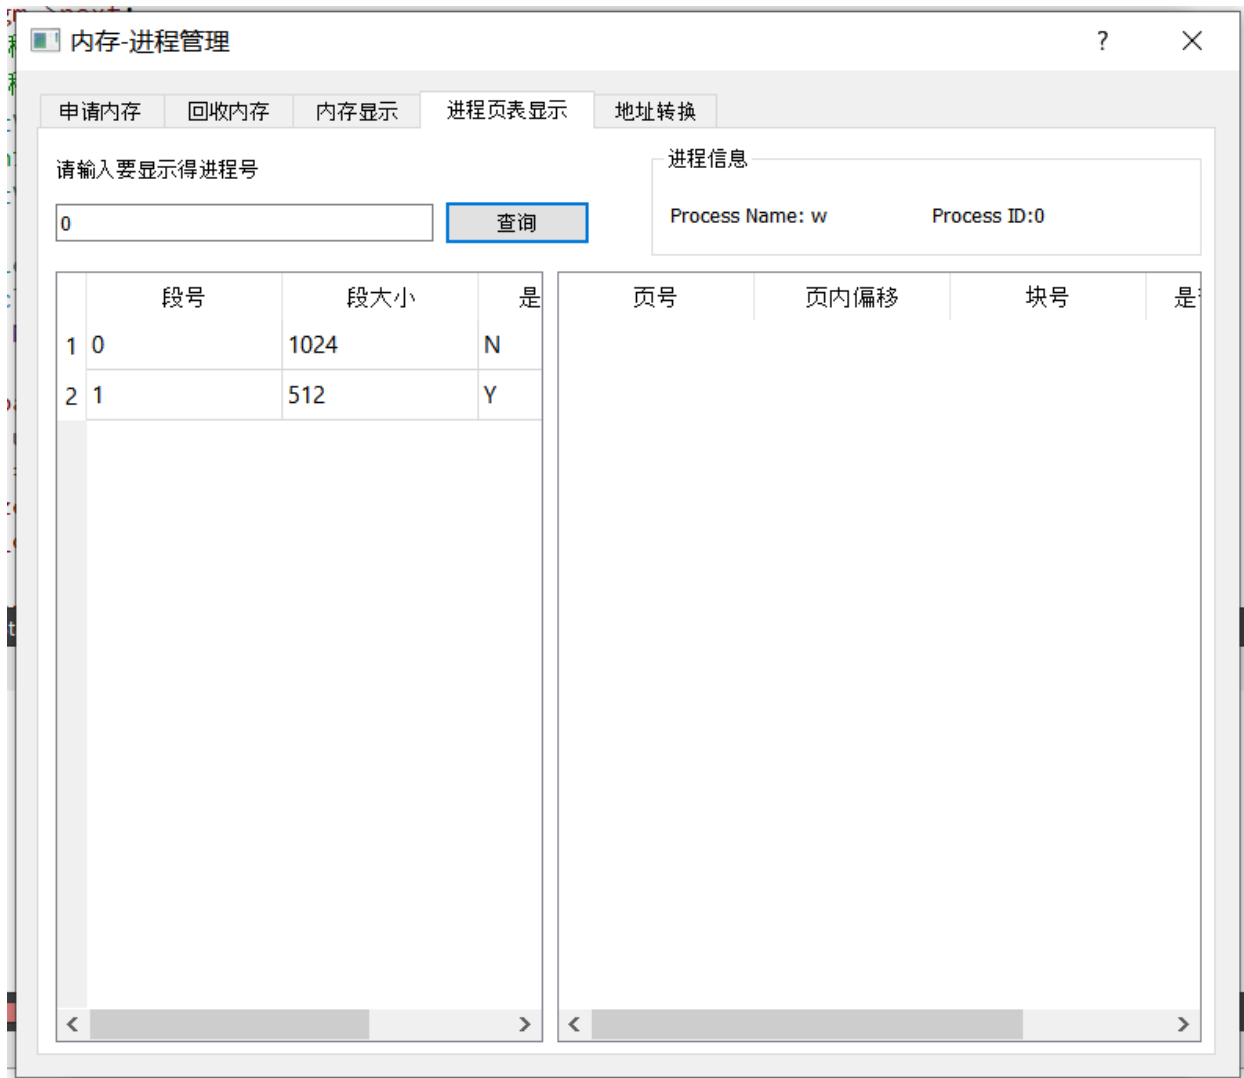 内存-进程管理
申请内存 回收内存 内存显示 进程页表显示 地址转换
请输入要显示得进程号
进程信息
0 查询
Process Name: w Process ID:0
段号 段大小 是
1 0 1024 N
2 1 512 Y
页号 页内偏移 块号 是